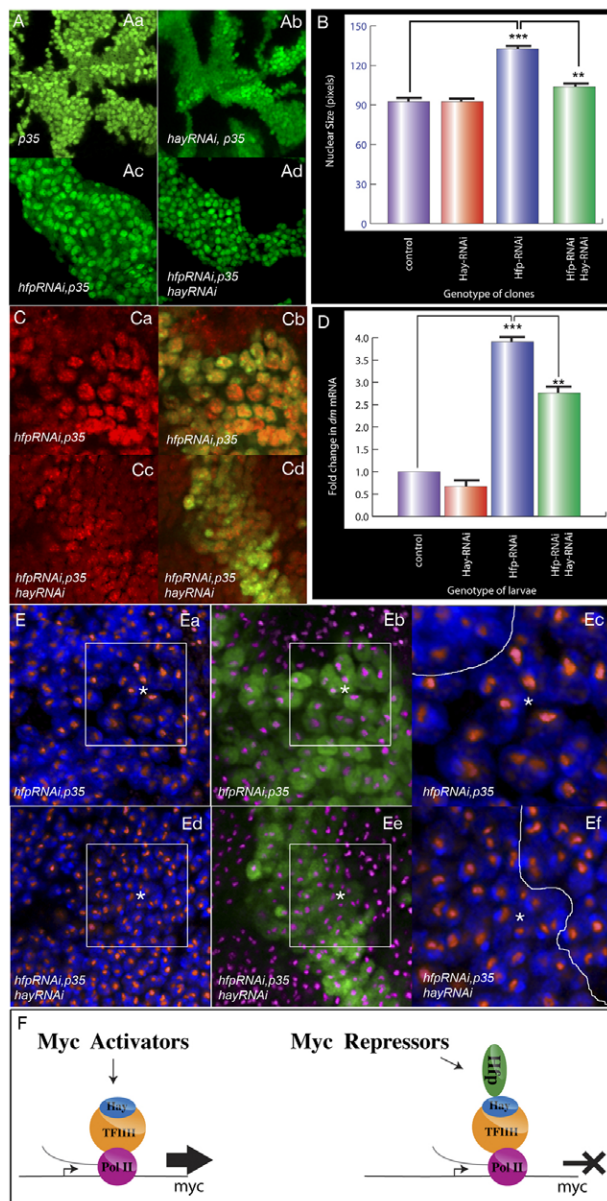 A
Aa
p35
Ab
hayRNAi, p35
Ac
hfpRNAi,p35
Ad
hfpRNAi,p35
hayRNAi
B
150
120
90
60
30
0
Nuclear Size (pixels)
***
**
control
Hay-RNAi
Hfp-RNAi
Hfp-RNAi
Hay-RNAi
Genotype of clones
C
Ca
hfpRNAi,p35
Cb
hfpRNAi,p35
Cc
hfpRNAi,p35
hayRNAi
Cd
hfpRNAi,p35
hayRNAi
D
4.0
3.5
3.0
2.5
2.0
1.5
1.0
0.5
0.0
Fold change in dm mRNA
***
**
control
Hay-RNAi
Hfp-RNAi
Hfp-RNAi
Hay-RNAi
Genotype of larvae
E
Ea
*
hfpRNAi,p35
Eb
*
hfpRNAi,p35
Ec
*
hfpRNAi,p35
Ed
*
hfpRNAi,p35
hayRNAi
Ee
*
hfpRNAi,p35
hayRNAi
Ef
*
hfpRNAi,p35
hayRNAi
F
Myc Activators
Hay
TFIIH
Pol II
myc
Myc Repressors
Hfp
Hay
TFIIH
Pol II
myc